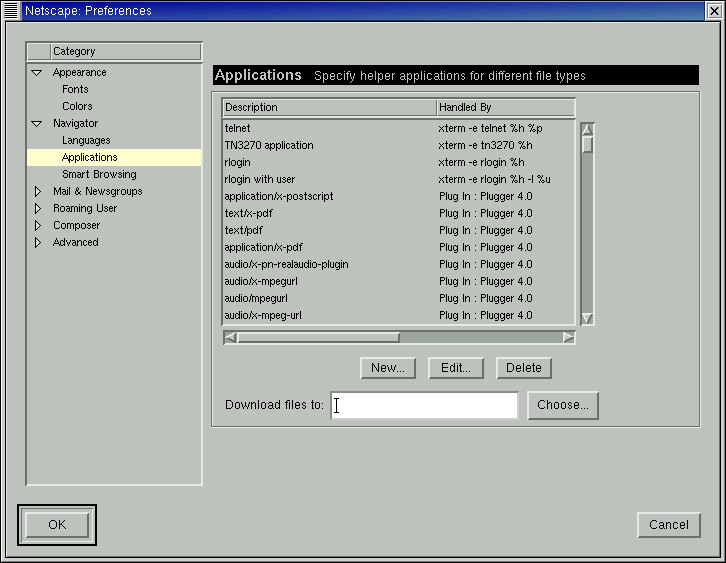 Netscape: Preferences
Category
Appearance
Fonts
Colors
Navigator
Languages
Applications
Smart Browsing
Mail & Newsgroups
Roaming User
Composer
Advanced
Applications Specify helper applications for different file types
Description Handled By
telnet xterm -e telnet %h %p
TN3270 application xterm -e tn3270 %h
rlogin xterm -e rlogin %h
rlogin with user xterm -e rlogin %h -l %u
application/x-postscript Plug In : Plugger 4.0
text/x-pdf Plug In : Plugger 4.0
text/pdf Plug In : Plugger 4.0
application/x-pdf Plug In : Plugger 4.0
audio/x-pn-realaudio-plugin Plug In : Plugger 4.0
audio/x-mpegurl Plug In : Plugger 4.0
audio/mpegurl Plug In : Plugger 4.0
audio/x-mpeg-url Plug In : Plugger 4.0
New... Edit... Delete
Download files to: Choose...
OK Cancel